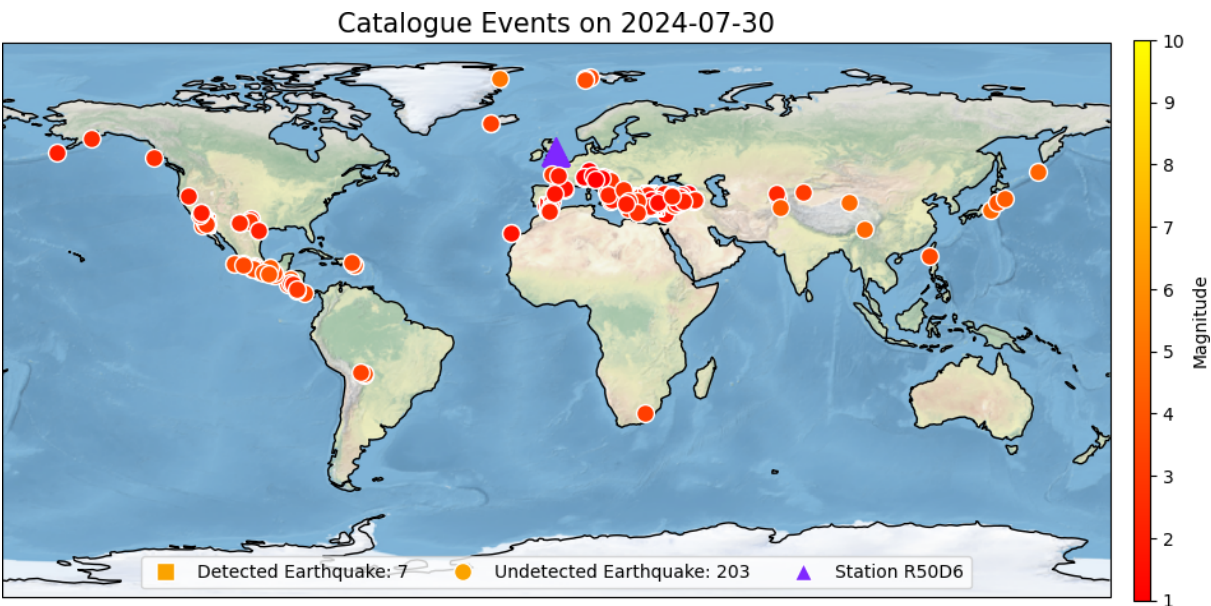 Catalogue Events on 2024-07-30
10
9
8
7
6
5
4
3
2
1
Magnitude
Detected Earthquake: 7
Undetected Earthquake: 203
Station R50D6